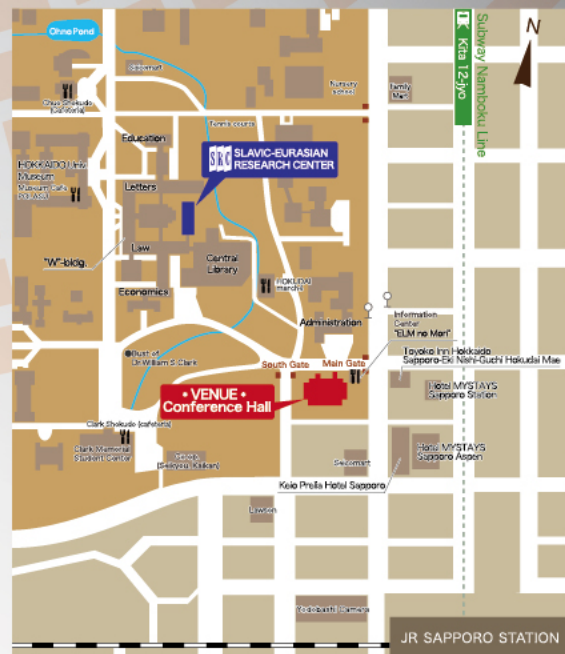 Ohno Pond
Seicomart
Nursery
school
Family
Mart
Kita 12-jyo
Subway Namboku Line
N
Chuo Shokudo
(Cafeteria)
Tennis courts
Education
HOKKAIDO Univ.
Museum
Museum Cafe
SRC
SLAVIC-EURASIAN
RESEARCH CENTER
Letters
Law
"W"-bldg.
Central
Library
Economics
HOKUDAI
marché
Administration
Information
Center
"ELM no Mori"
Bust of
Dr.William S.Clark
South Gate
Main Gate
Toyoko Inn Hokkaido
Sapporo-Eki Nishi-Guchi Hokudai Mae
Hotel MYSTAYS
Sapporo Station
• VENUE •
Conference Hall
Clark Shokudo (cafeteria)
Clark Memorial
Student Center
(Seikyou Kaikan)
Seicomart
Hotel MYSTAYS
Sapporo Aspen
Keio Prelia Hotel Sapporo
Lawson
Yodobashi Camera
JR SAPPORO STATION